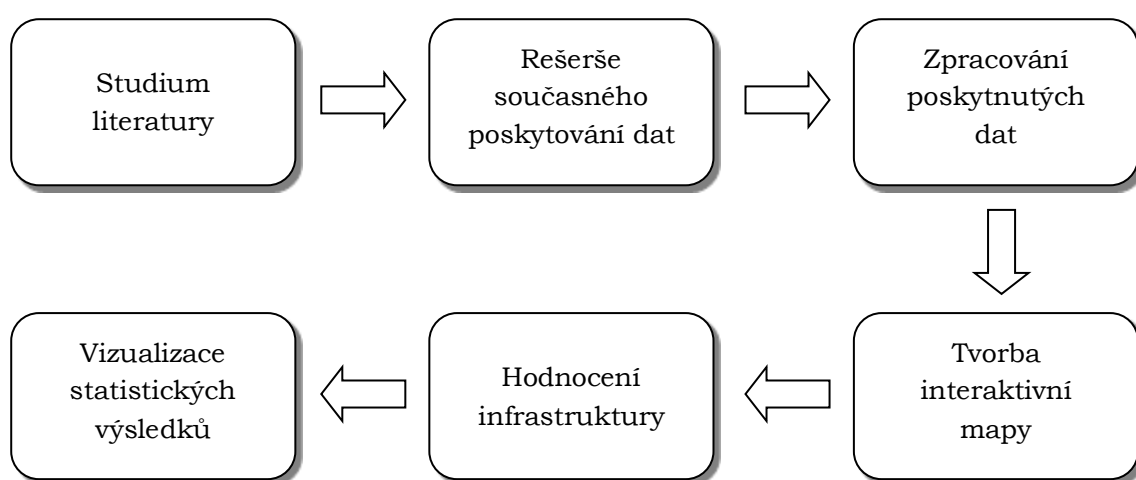 Studium
literatury
Rešerše
současného
poskytování dat
Zpracování
poskytnutých
dat
Tvorba
interaktivní
mapy
Hodnocení
infrastruktury
Vizualizace
statistických
výsledků